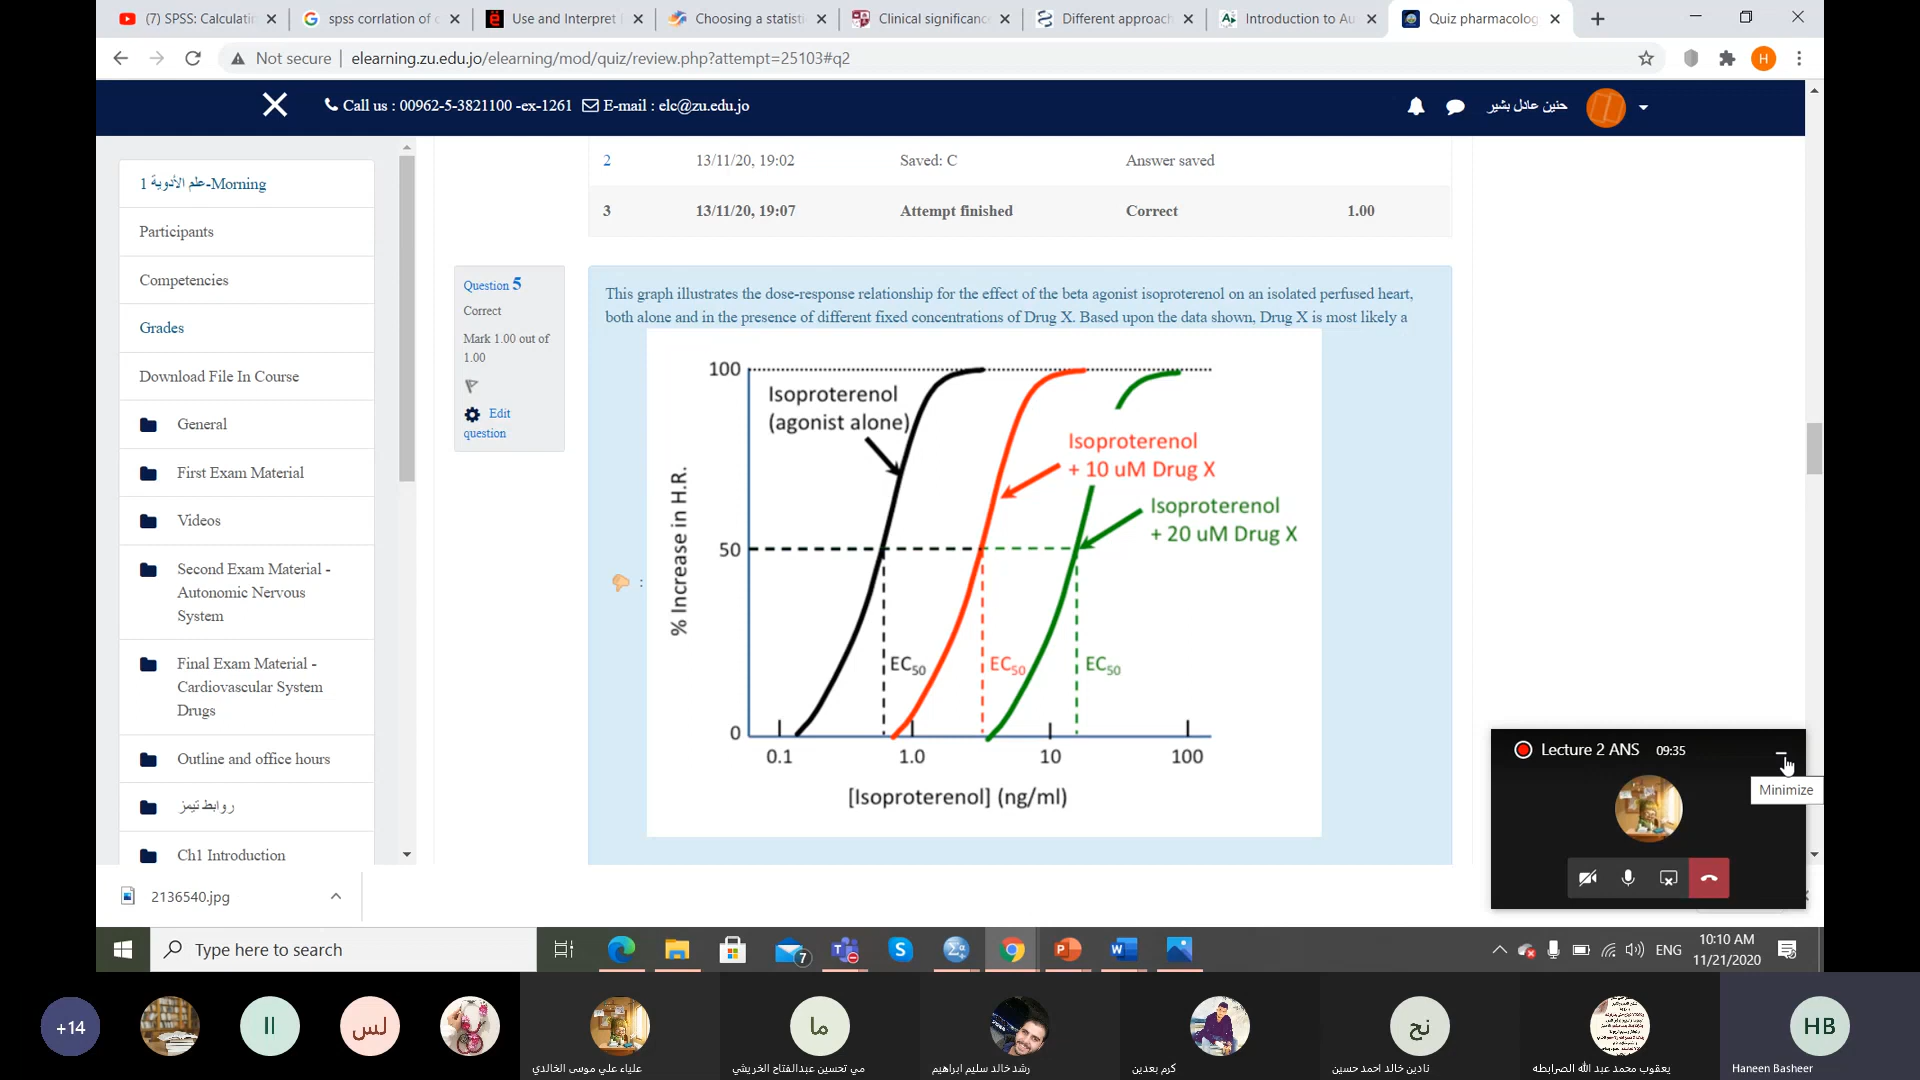 (7) SPSS: Calculatin
spss corrlation of c
Use and Interpret
Choosing a statist
Clinical significance
Different approach
Introduction to Au
Quiz pharmacolog
Not secure
elearning.zu.edu.jo/elearning/mod/quiz/review.php?attempt=25103#q2
H
Call us : 00962-5-3821100 -ex-1261
E-mail : elc@zu.edu.jo
حنين عادل بشير
علم الأدوية 1-Morning
Participants
Competencies
Grades
Download File In Course
General
First Exam Material
Videos
Second Exam Material -
Autonomic Nervous
System
Final Exam Material -
Cardiovascular System
Drugs
Outline and office hours
روابط تيمز
Ch1 Introduction
2 13/11/20, 19:02 Saved: C Answer saved
3 13/11/20, 19:07 Attempt finished Correct 1.00
Question 5
Correct
Mark 1.00 out of
1.00
Edit
question
This graph illustrates the dose-response relationship for the effect of the beta agonist isoproterenol on an isolated perfused heart,
both alone and in the presence of different fixed concentrations of Drug X. Based upon the data shown, Drug X is most likely a
:
% Increase in H.R.
100
50
0
Isoproterenol
(agonist alone)
Isoproterenol
+ 10 uM Drug X
Isoproterenol
+ 20 uM Drug X
EC50
EC50
EC50
0.1 1.0 10 100
[Isoproterenol] (ng/ml)
Lecture 2 ANS 09:35
Minimize
2136540.jpg
Type here to search
7
ENG
10:10 AM
11/21/2020
+14
اا
لس
ما
نح
HB
علياء علي موسى الخالدي
مي تحسين عبدالفتاح الخريشي
رشد خالد سليم ابراهيم
كرم بعدين
نادين خالد احمد حسين
يعقوب محمد عبد الله الصرايطه
Haneen Basheer